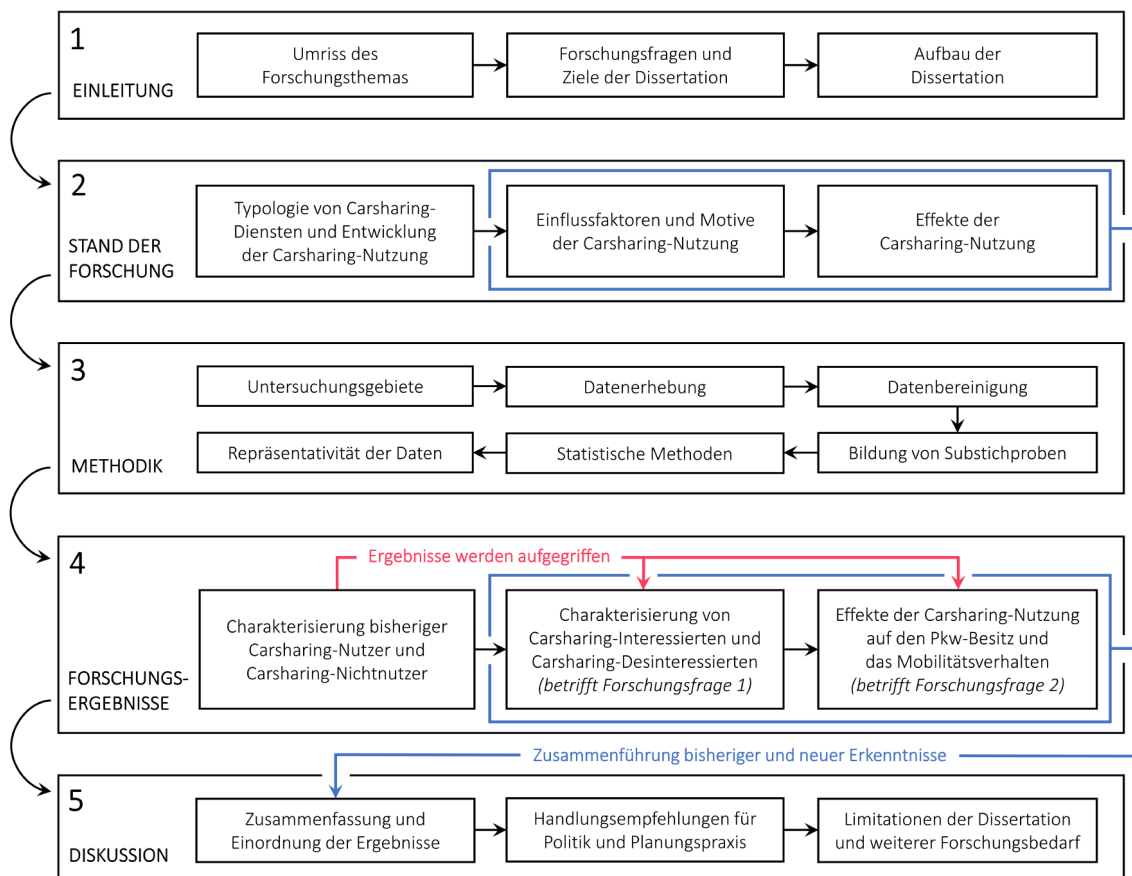 1
EINLEITUNG
Umriss des
Forschungsthemas
Forschungsfragen und
Ziele der Dissertation
Aufbau der
Dissertation
2
STAND DER
FORSCHUNG
Typologie von Carsharing-
Diensten und Entwicklung
der Carsharing-Nutzung
Einflussfaktoren und Motive
der Carsharing-Nutzung
Effekte der
Carsharing-Nutzung
3
METHODIK
Untersuchungsgebiete
Datenerhebung
Datenbereinigung
Repräsentativität der Daten
Statistische Methoden
Bildung von Substichproben
4
FORSCHUNGS-
ERGEBNISSE
Ergebnisse werden aufgegriffen
Charakterisierung bisheriger
Carsharing-Nutzer und
Carsharing-Nichtnutzer
Charakterisierung von
Carsharing-Interessierten und
Carsharing-Desinteressierten
(betrifft Forschungsfrage 1)
Effekte der Carsharing-Nutzung
auf den Pkw-Besitz und
das Mobilitätsverhalten
(betrifft Forschungsfrage 2)
Zusammenführung bisheriger und neuer Erkenntnisse
5
DISKUSSION
Zusammenfassung und
Einordnung der Ergebnisse
Handlungsempfehlungen für
Politik und Planungspraxis
Limitationen der Dissertation
und weiterer Forschungsbedarf